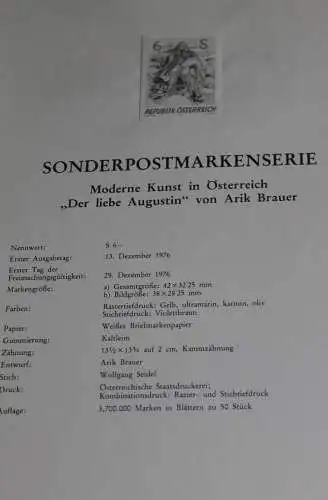 6 S
REPUBLIK ÖSTERREICH
SONDERPOSTMARKENSERIE
Moderne Kunst in Österreich
„Der liebe Augustin" von Arik Brauer
Nennwert: S 6.–
Erster Ausgabetag: 13. Dezember 1976
Erster Tag der
Freimachungsgültigkeit: 29. Dezember 1976
Markengröße: a) Gesamtgröße: 42 × 32˙25 mm
b) Bildgröße: 38 × 28˙25 mm
Farben: Rastertiefdruck: Gelb, ultramarin, karmin, oliv
Stichtiefdruck: Violettbraun
Papier: Weißes Briefmarkenpapier
Gummierung: Kaltleim
Zähnung: 13½ × 13¾ auf 2 cm, Kammzähnung
Entwurf: Arik Brauer
Stich: Wolfgang Seidel
Druck: Österreichische Staatsdruckerei;
Kombinationsdruck: Raster- und Stichtiefdruck
Auflage: 3,700.000 Marken in Blättern zu 50 Stück